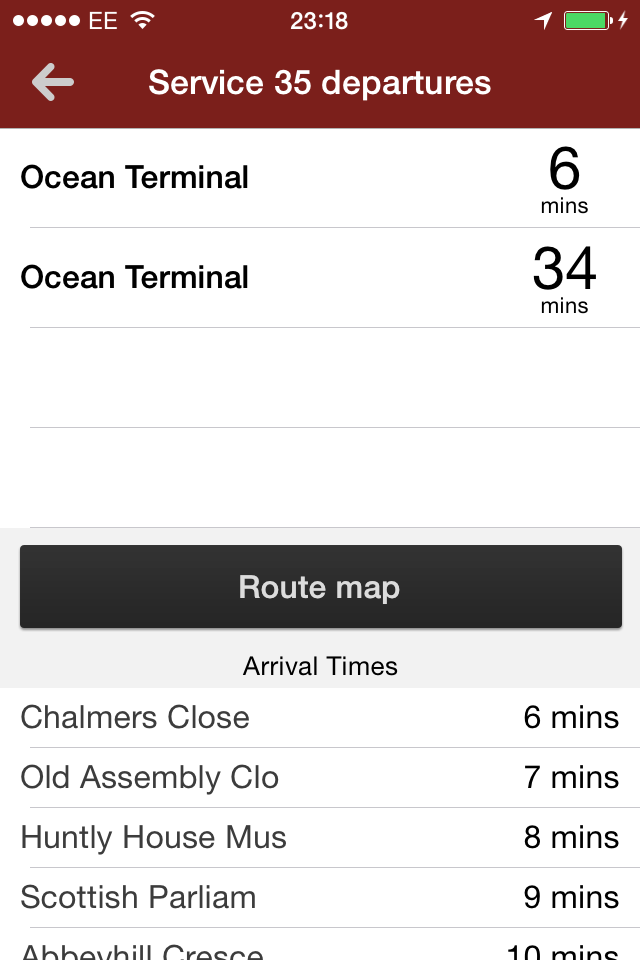 EE 23:18
Service 35 departures
Ocean Terminal 6
mins
Ocean Terminal 34
mins
Route map
Arrival Times
Chalmers Close 6 mins
Old Assembly Clo 7 mins
Huntly House Mus 8 mins
Scottish Parliam 9 mins
Abbeyhill Cresce 10 mins